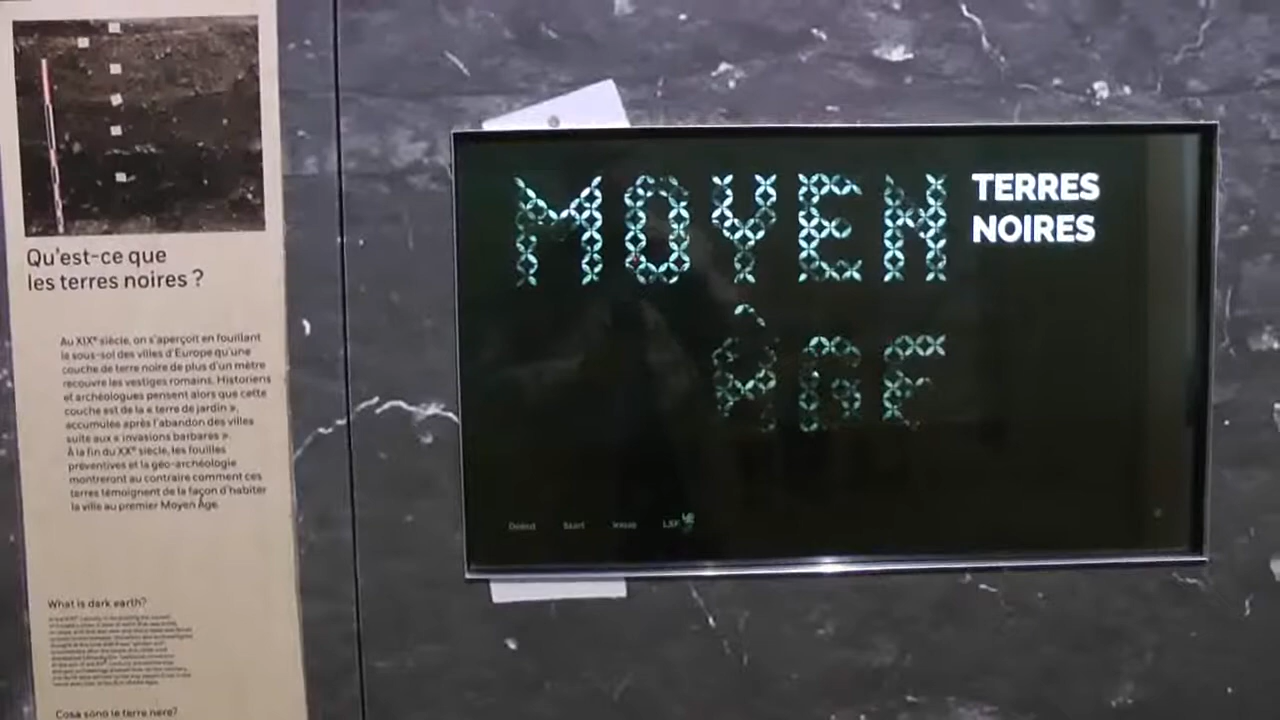 Qu'est-ce que
les terres noires ?
Au XIXᵉ siècle, on s'aperçoit en fouillant
le sous-sol des villes d'Europe qu'une
couche de terre noire de plus d'un mètre
recouvre les vestiges romains. Historiens
et archéologues pensent alors que cette
couche est de la « terre de jardin »,
accumulée après l'abandon des villes
suite aux « invasions barbares ».
À la fin du XXᵉ siècle, les fouilles
préventives et la géo-archéologie
montreront au contraire comment ces
terres témoignent de la façon d'habiter
la ville au premier Moyen Âge.
What is dark earth?
Cosa sono le terre nere?
MOYEN
ÂGE
TERRES
NOIRES
Début Start Inizio LSF